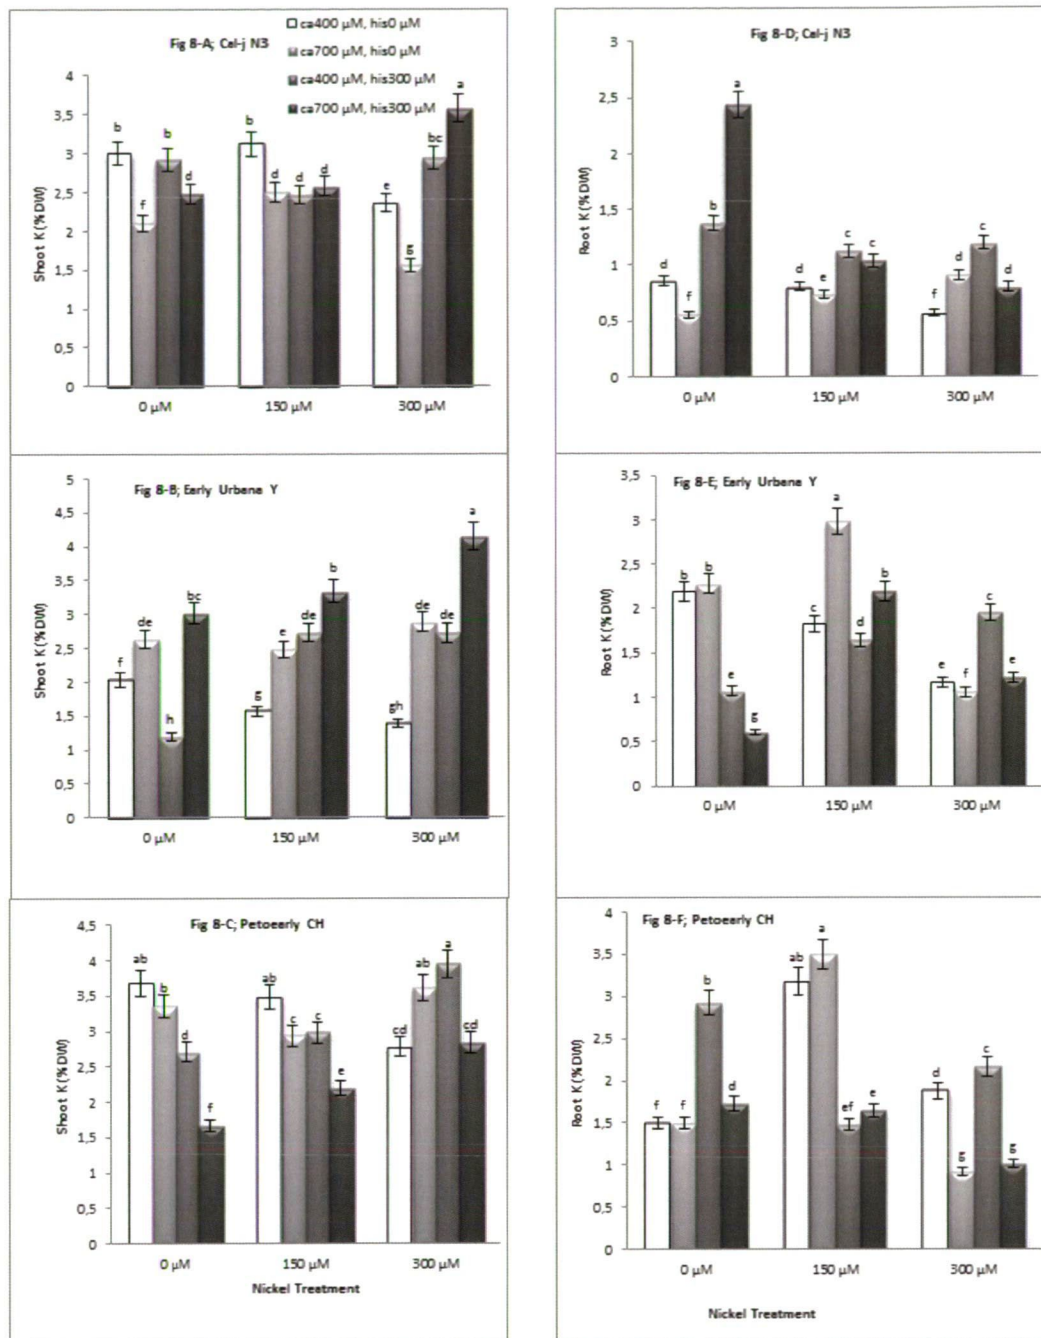 Fig 8-A; Cal-j N3
ca400 µM, his0 µM
ca700 µM, his0 µM
ca400 µM, his300 µM
ca700 µM, his300 µM
Shoot K (%DW)
4
3,5
3
2,5
2
1,5
1
0,5
0
b
f
b
d
b
d
d
d
e
g
bc
a
0 µM
150 µM
300 µM
Fig 8-D; Cal-j N3
Root K (%DW)
3
2,5
2
1,5
1
0,5
0
d
f
b
a
d
e
c
c
f
d
c
d
0 µM
150 µM
300 µM
Fig 8-B; Early Urbana Y
Shoot K (%DW)
5
4,5
4
3,5
3
2,5
2
1,5
1
0,5
0
f
de
h
bc
g
e
de
b
gh
de
de
a
0 µM
150 µM
300 µM
Fig 8-E; Early Urbana Y
Root K (%DW)
3,5
3
2,5
2
1,5
1
0,5
0
b
b
e
g
c
a
d
b
e
f
c
e
0 µM
150 µM
300 µM
Fig 8-C; Petoearly CH
Shoot K (%DW)
4,5
4
3,5
3
2,5
2
1,5
1
0,5
0
ab
b
d
f
ab
c
c
e
cd
ab
a
cd
0 µM
150 µM
300 µM
Nickel Treatment
Fig 8-F; Petoearly CH
Root K (%DW)
4
3,5
3
2,5
2
1,5
1
0,5
0
f
f
b
d
ab
a
ef
e
d
g
c
g
0 µM
150 µM
300 µM
Nickel Treatment